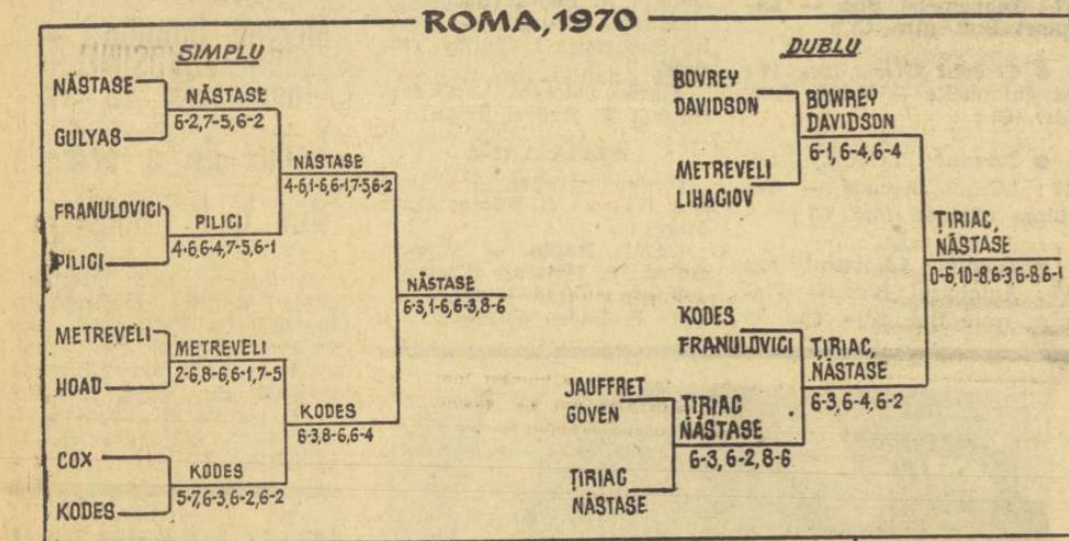 ROMA, 1970
SIMPLU
NĂSTASE
GULYAS
NĂSTASE
6-2, 7-5, 6-2
FRANULOVICI
PILICI
PILICI
4-6, 6-4, 7-5, 6-1
NĂSTASE
4-6, 1-6, 6-1, 7-5, 6-2
METREVELI
HOAD
METREVELI
2-6, 8-6, 6-1, 7-5
COX
KODES
KODES
5-7, 6-3, 6-2, 6-2
KODES
6-3, 8-6, 6-4
NĂSTASE
6-3, 1-6, 6-3, 8-6
DUBLU
BOVREY
DAVIDSON
METREVELI
LIHACIOV
BOWREY
DAVIDSON
6-1, 6-4, 6-4
KODES
FRANULOVICI
JAUFFRET
GOVEN
ȚIRIAC
NĂSTASE
ȚIRIAC
NĂSTASE
6-3, 6-2, 8-6
ȚIRIAC,
NĂSTASE
6-3, 6-4, 6-2
ȚIRIAC,
NĂSTASE
0-6, 10-8, 6-3, 6-8, 6-1